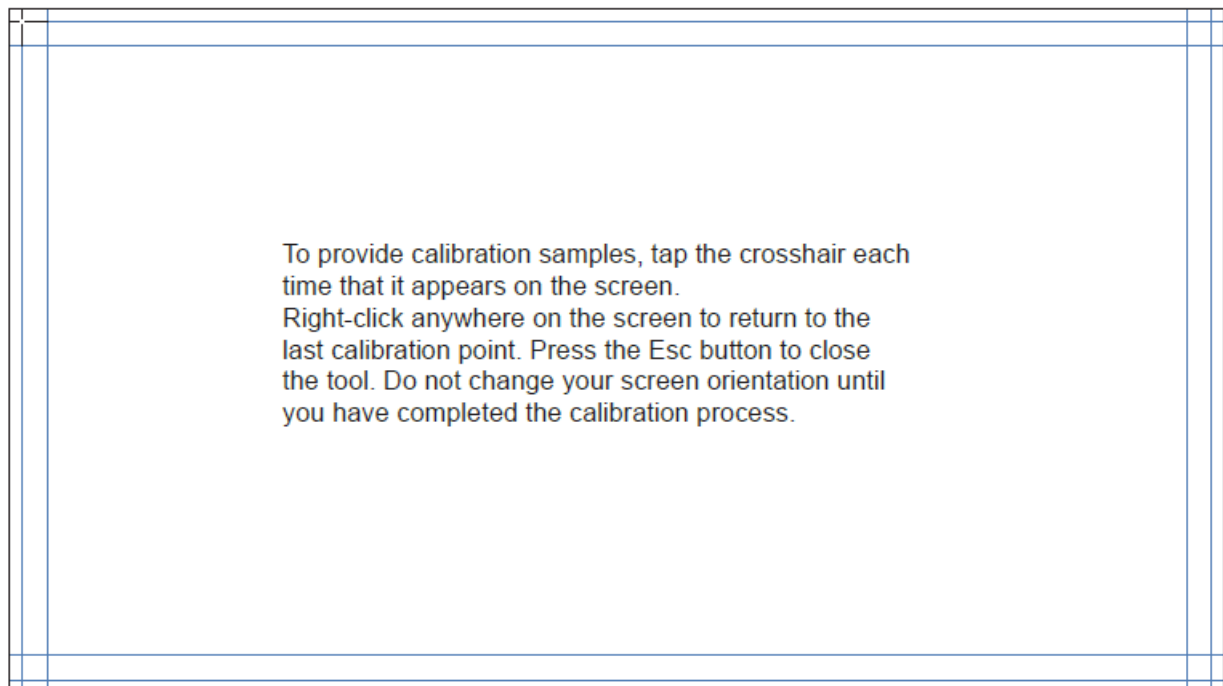 To provide calibration samples, tap the crosshair each
time that it appears on the screen.
Right-click anywhere on the screen to return to the
last calibration point. Press the Esc button to close
the tool. Do not change your screen orientation until
you have completed the calibration process.